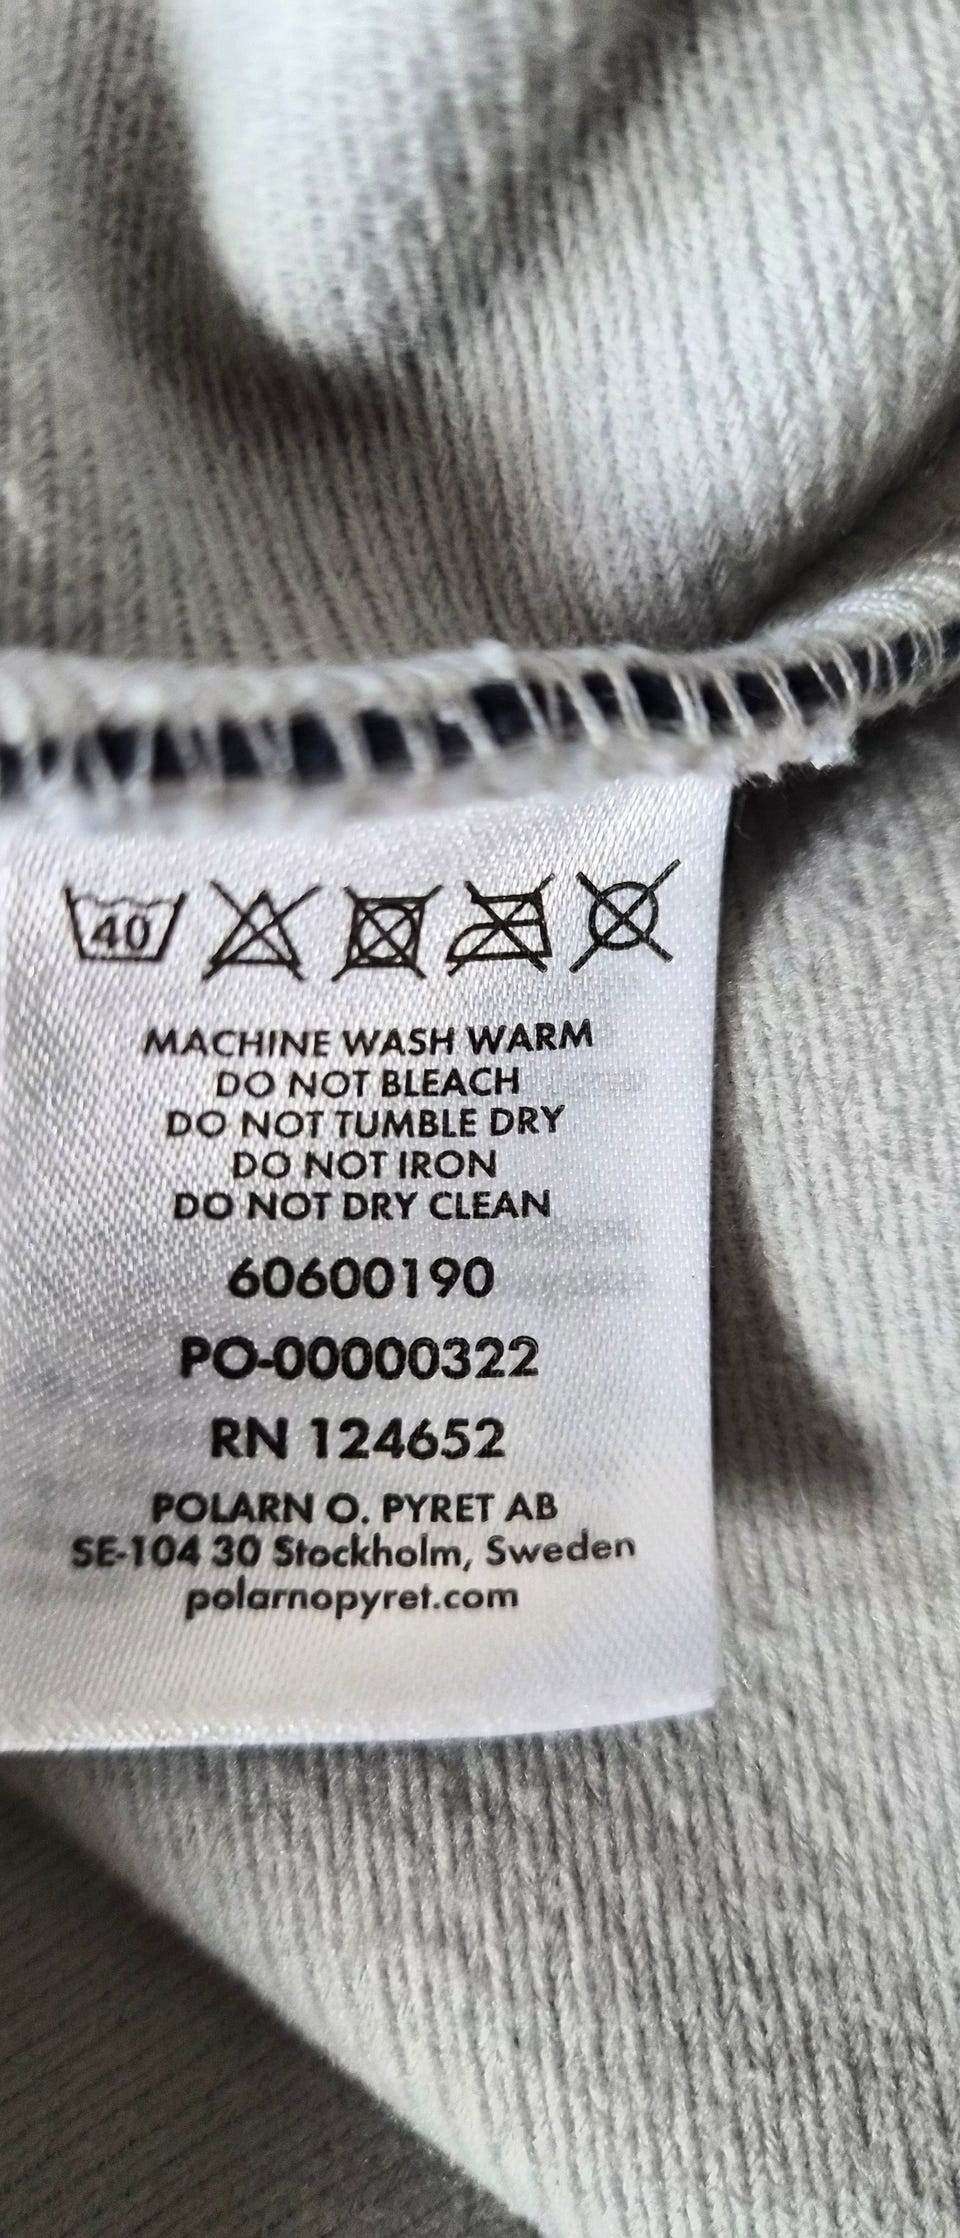 40
MACHINE WASH WARM
DO NOT BLEACH
DO NOT TUMBLE DRY
DO NOT IRON
DO NOT DRY CLEAN
60600190
PO-00000322
RN 124652
POLARN O. PYRET AB
SE-104 30 Stockholm, Sweden
polarnopyret.com